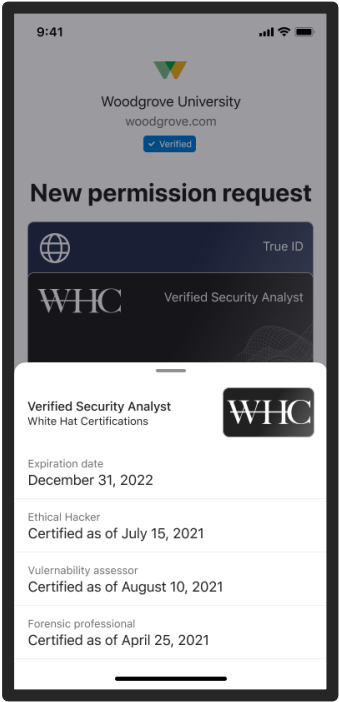 9:41
Woodgrove University
woodgrove.com
Verified
New permission request
True ID
WHC
Verified Security Analyst
Verified Security Analyst
White Hat Certifications
WHC
Expiration date
December 31, 2022
Ethical Hacker
Certified as of July 15, 2021
Vulernability assessor
Certified as of August 10, 2021
Forensic professional
Certified as of April 25, 2021